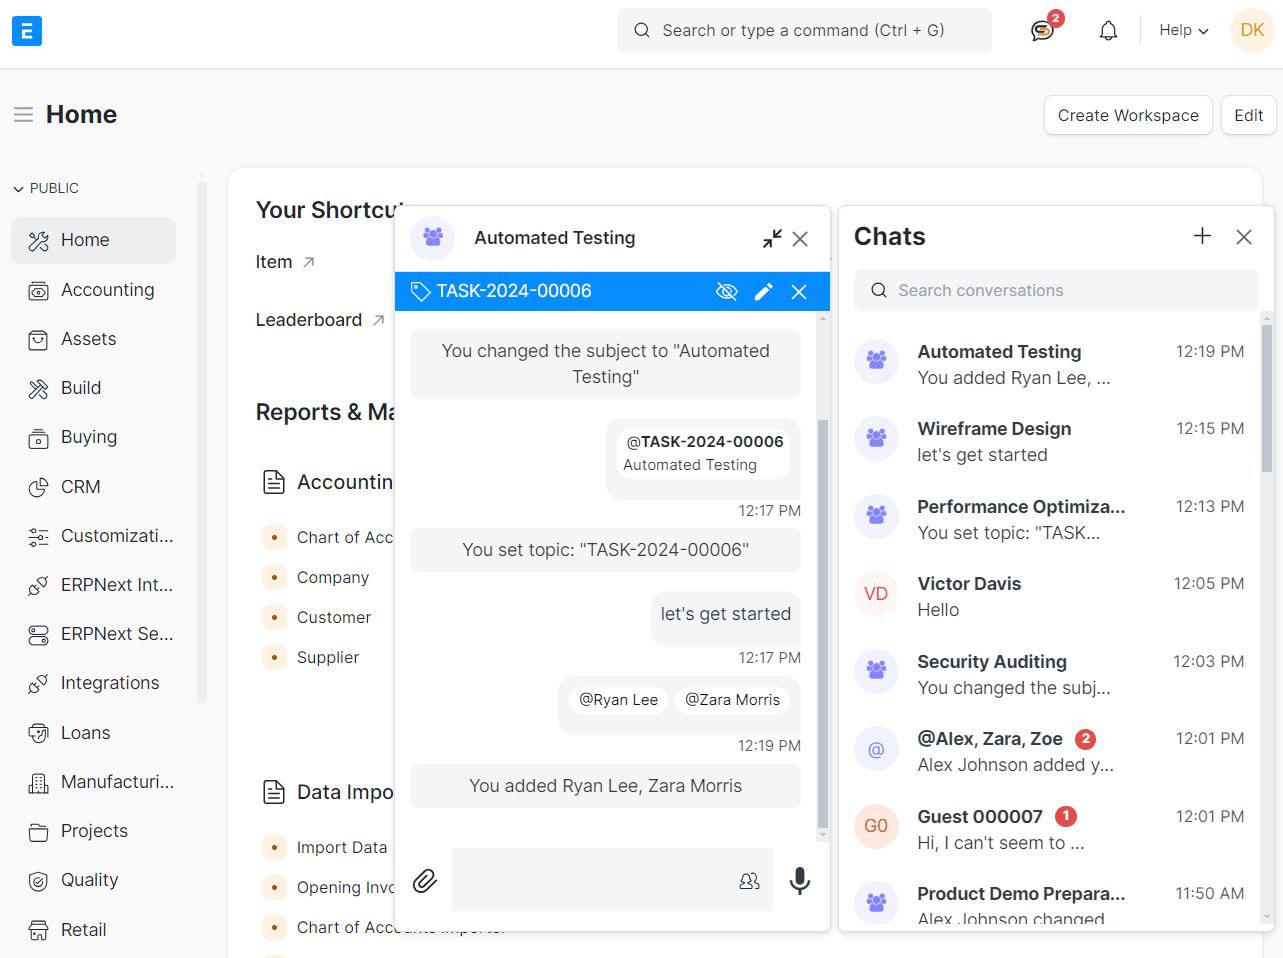 E
Search or type a command (Ctrl + G)
2
Help
DK
Home
Create Workspace
Edit
PUBLIC
Home
Accounting
Assets
Build
Buying
CRM
Customizati...
ERPNext Int...
ERPNext Se...
Integrations
Loans
Manufacturi...
Projects
Quality
Retail
Your Shortcut
Item
Leaderboard
Reports & Ma
Accountin
Chart of Acc
Company
Customer
Supplier
Data Impo
Import Data
Opening Invo
Chart of Accounts Importer
Automated Testing
TASK-2024-00006
You changed the subject to "Automated
Testing"
@TASK-2024-00006
Automated Testing
12:17 PM
You set topic: "TASK-2024-00006"
let's get started
12:17 PM
@Ryan Lee @Zara Morris
12:19 PM
You added Ryan Lee, Zara Morris
Chats
Search conversations
Automated Testing 12:19 PM
You added Ryan Lee, ...
Wireframe Design 12:15 PM
let's get started
Performance Optimiza... 12:13 PM
You set topic: "TASK...
VD
Victor Davis 12:05 PM
Hello
Security Auditing 12:03 PM
You changed the subj...
@
@Alex, Zara, Zoe 2 12:01 PM
Alex Johnson added y...
G0
Guest 000007 1 12:01 PM
Hi, I can't seem to ...
Product Demo Prepara... 11:50 AM
Alex Johnson changed